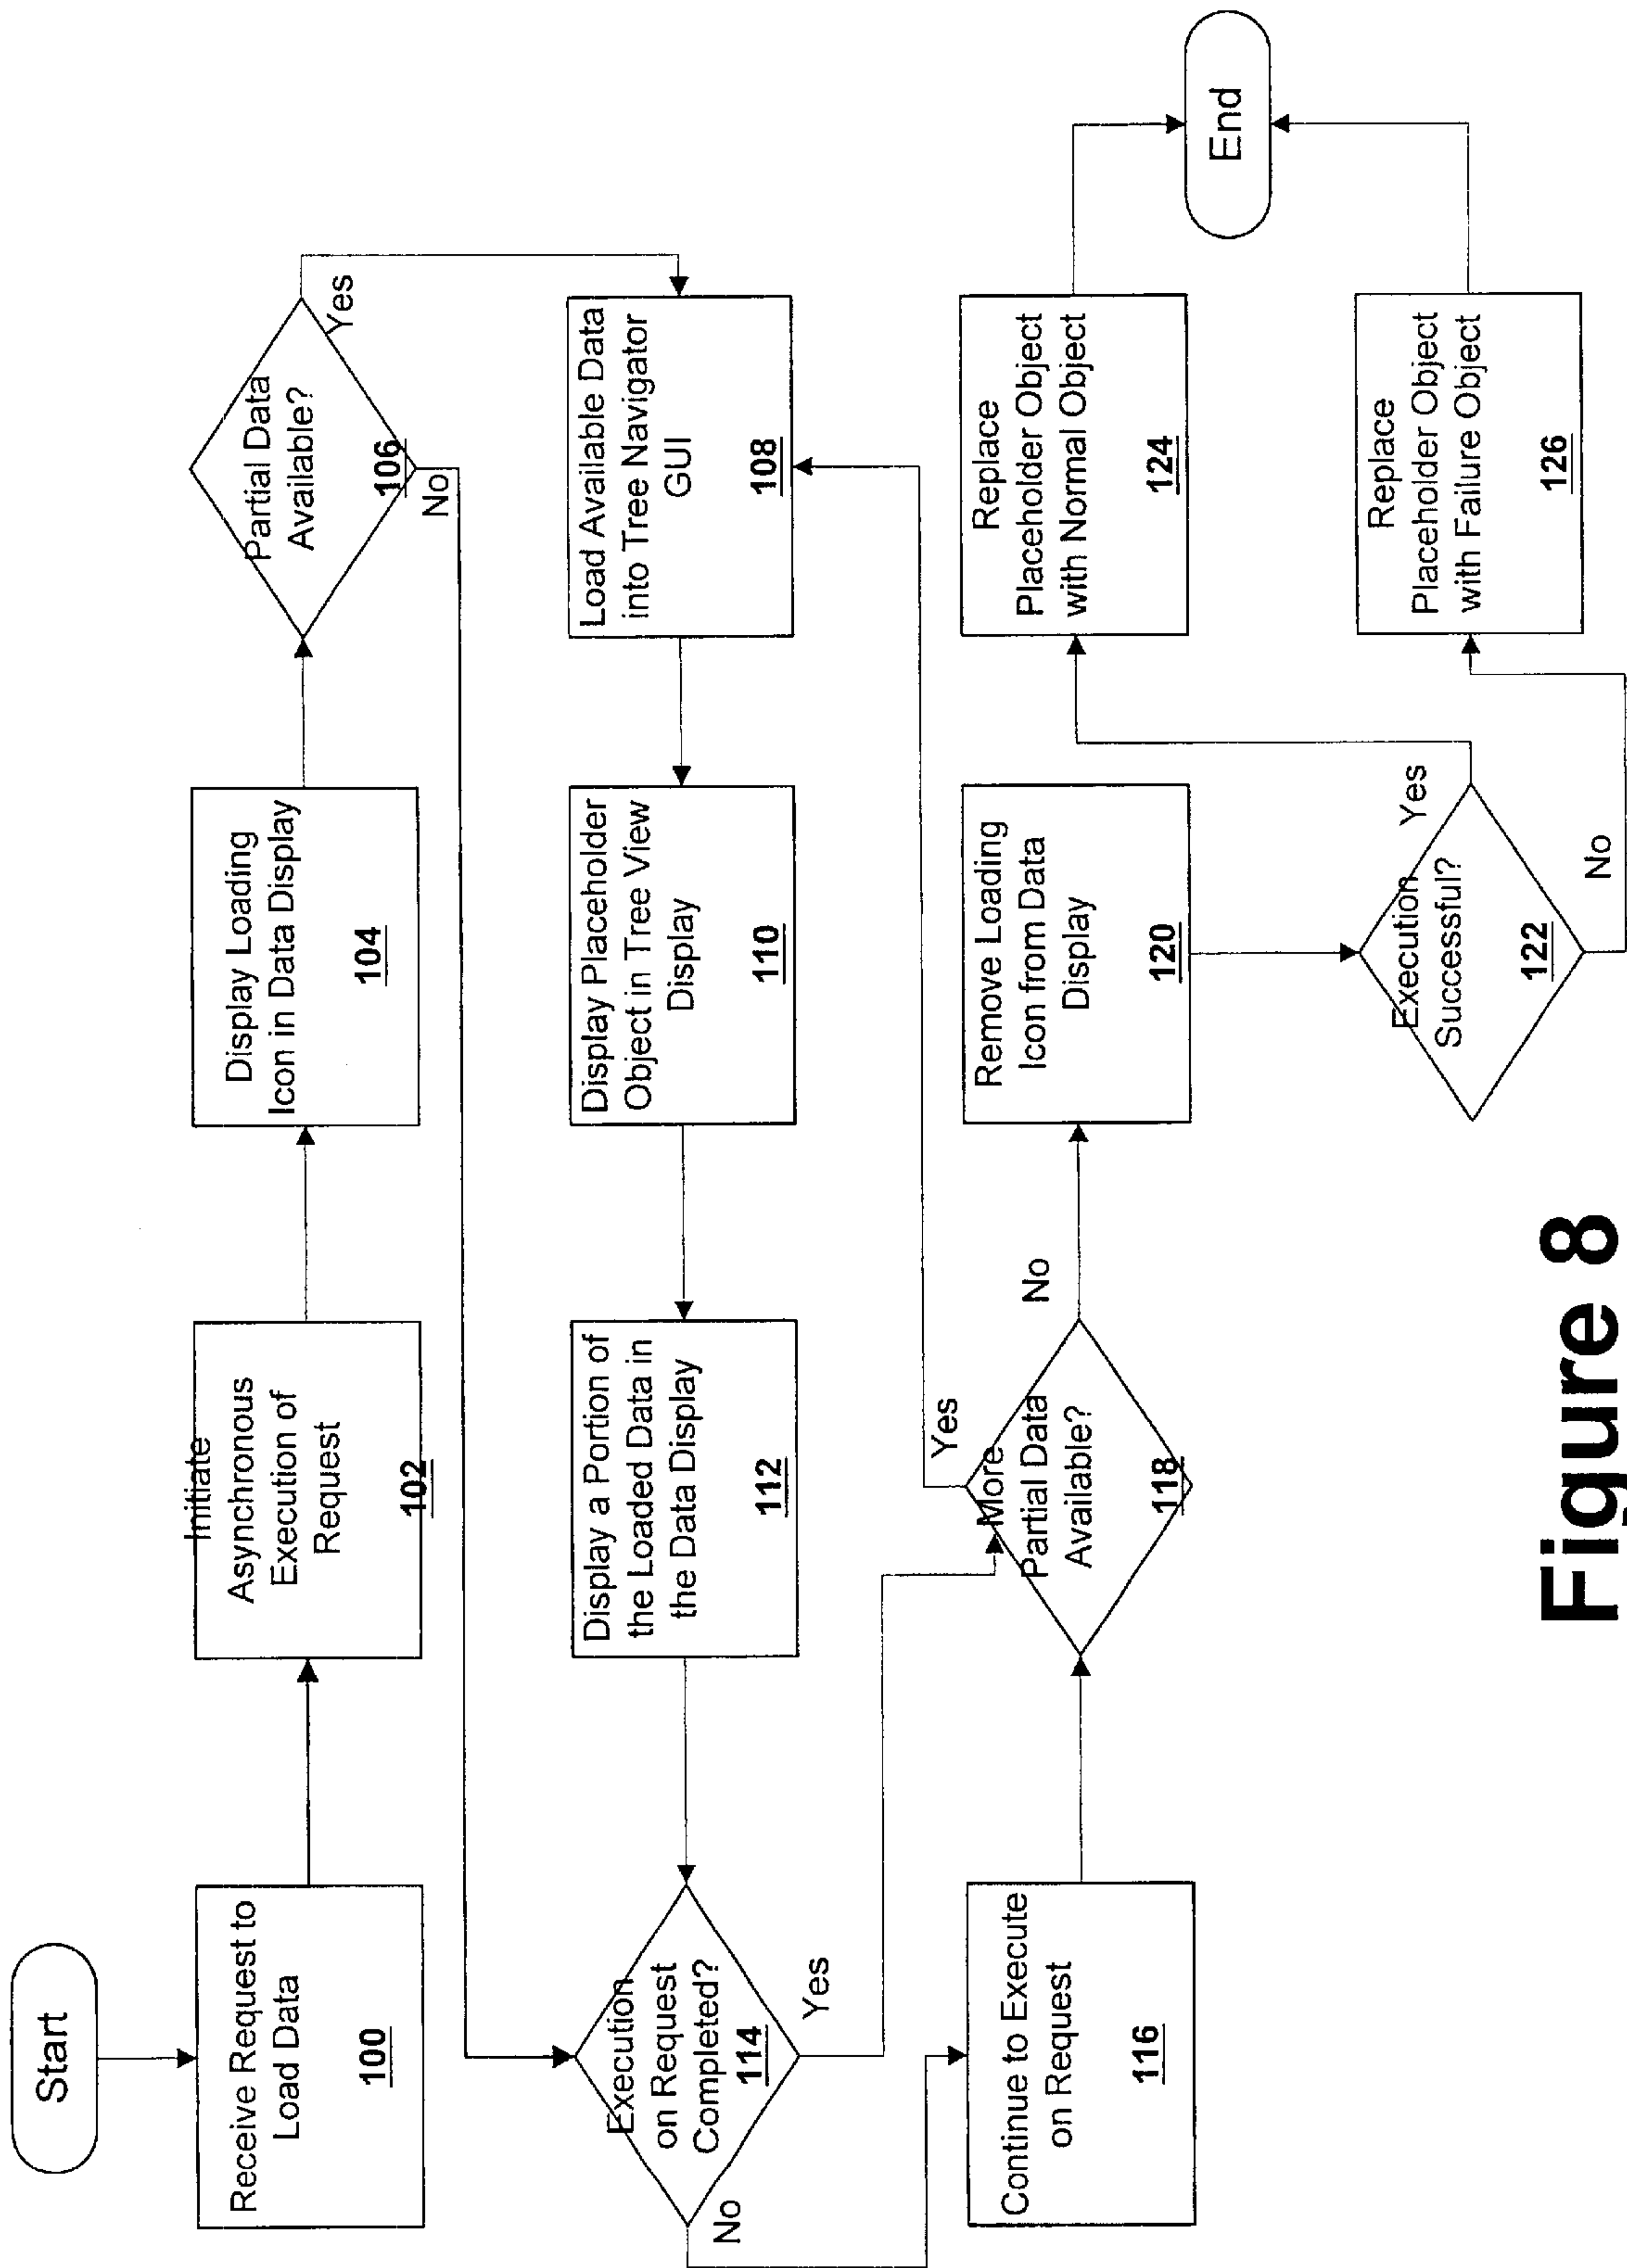 Start
Receive Request to
Load Data
100
Initiate
Asynchronous
Execution of
Request
102
Display Loading
Icon in Data Display
104
Partial Data
Available?
106
Yes
No
Load Available Data
into Tree Navigator
GUI
108
Display Placeholder
Object in Tree View
Display
110
Display a Portion of
the Loaded Data in
the Data Display
112
Execution
on Request
Completed?
114
Yes
No
Continue to Execute
on Request
116
More
Partial Data
Available?
118
Yes
No
Remove Loading
Icon from Data
Display
120
Execution
Successful?
122
Yes
No
Replace
Placeholder Object
with Normal Object
124
Replace
Placeholder Object
with Failure Object
126
End
Figure 8